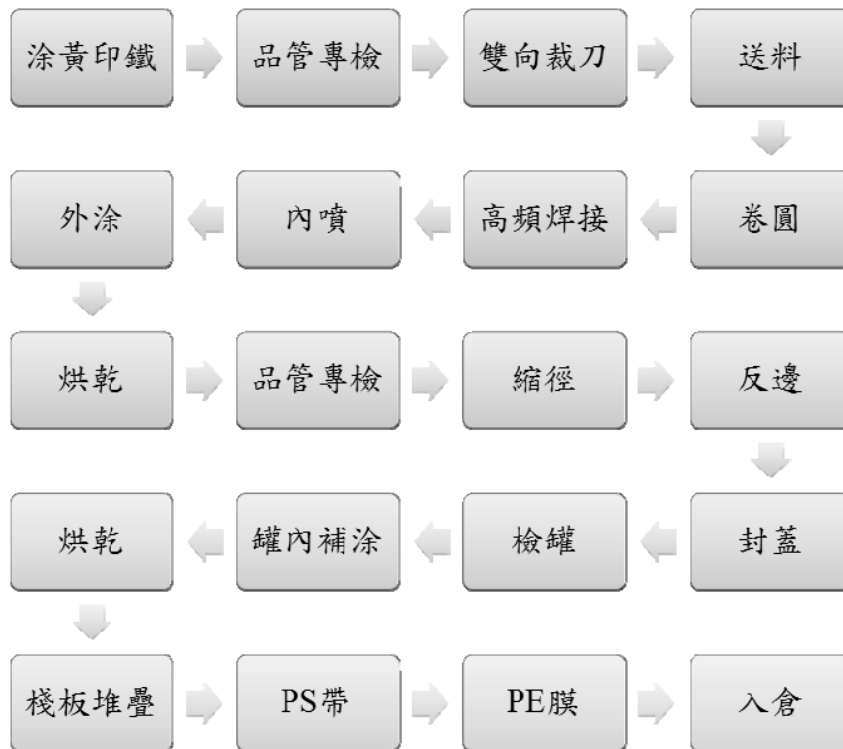 涂黃印鐵 品管專檢 雙向裁刀 送料
外涂 內噴 高頻焊接 卷圓
烘乾 品管專檢 縮徑 反邊
烘乾 罐內補涂 檢罐 封蓋
棧板堆疊 PS帶 PE膜 入倉